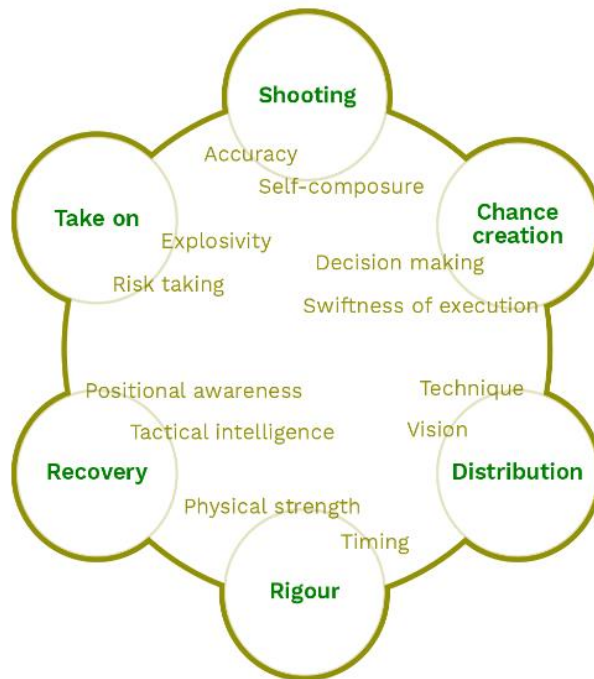 Shooting
Accuracy
Self-composure
Take on
Explosivity
Risk taking
Chance
creation
Decision making
Swiftness of execution
Positional awareness
Tactical intelligence
Recovery
Technique
Vision
Distribution
Physical strength
Timing
Rigour